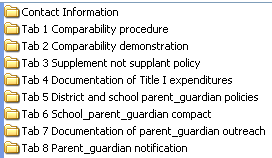 Contact Information
Tab 1 Comparability procedure
Tab 2 Comparability demonstration
Tab 3 Supplement not supplant policy
Tab 4 Documentation of Title I expenditures
Tab 5 District and school parent_guardian policies
Tab 6 School_parent_guardian compact
Tab 7 Documentation of parent_guardian outreach
Tab 8 Parent_guardian notification